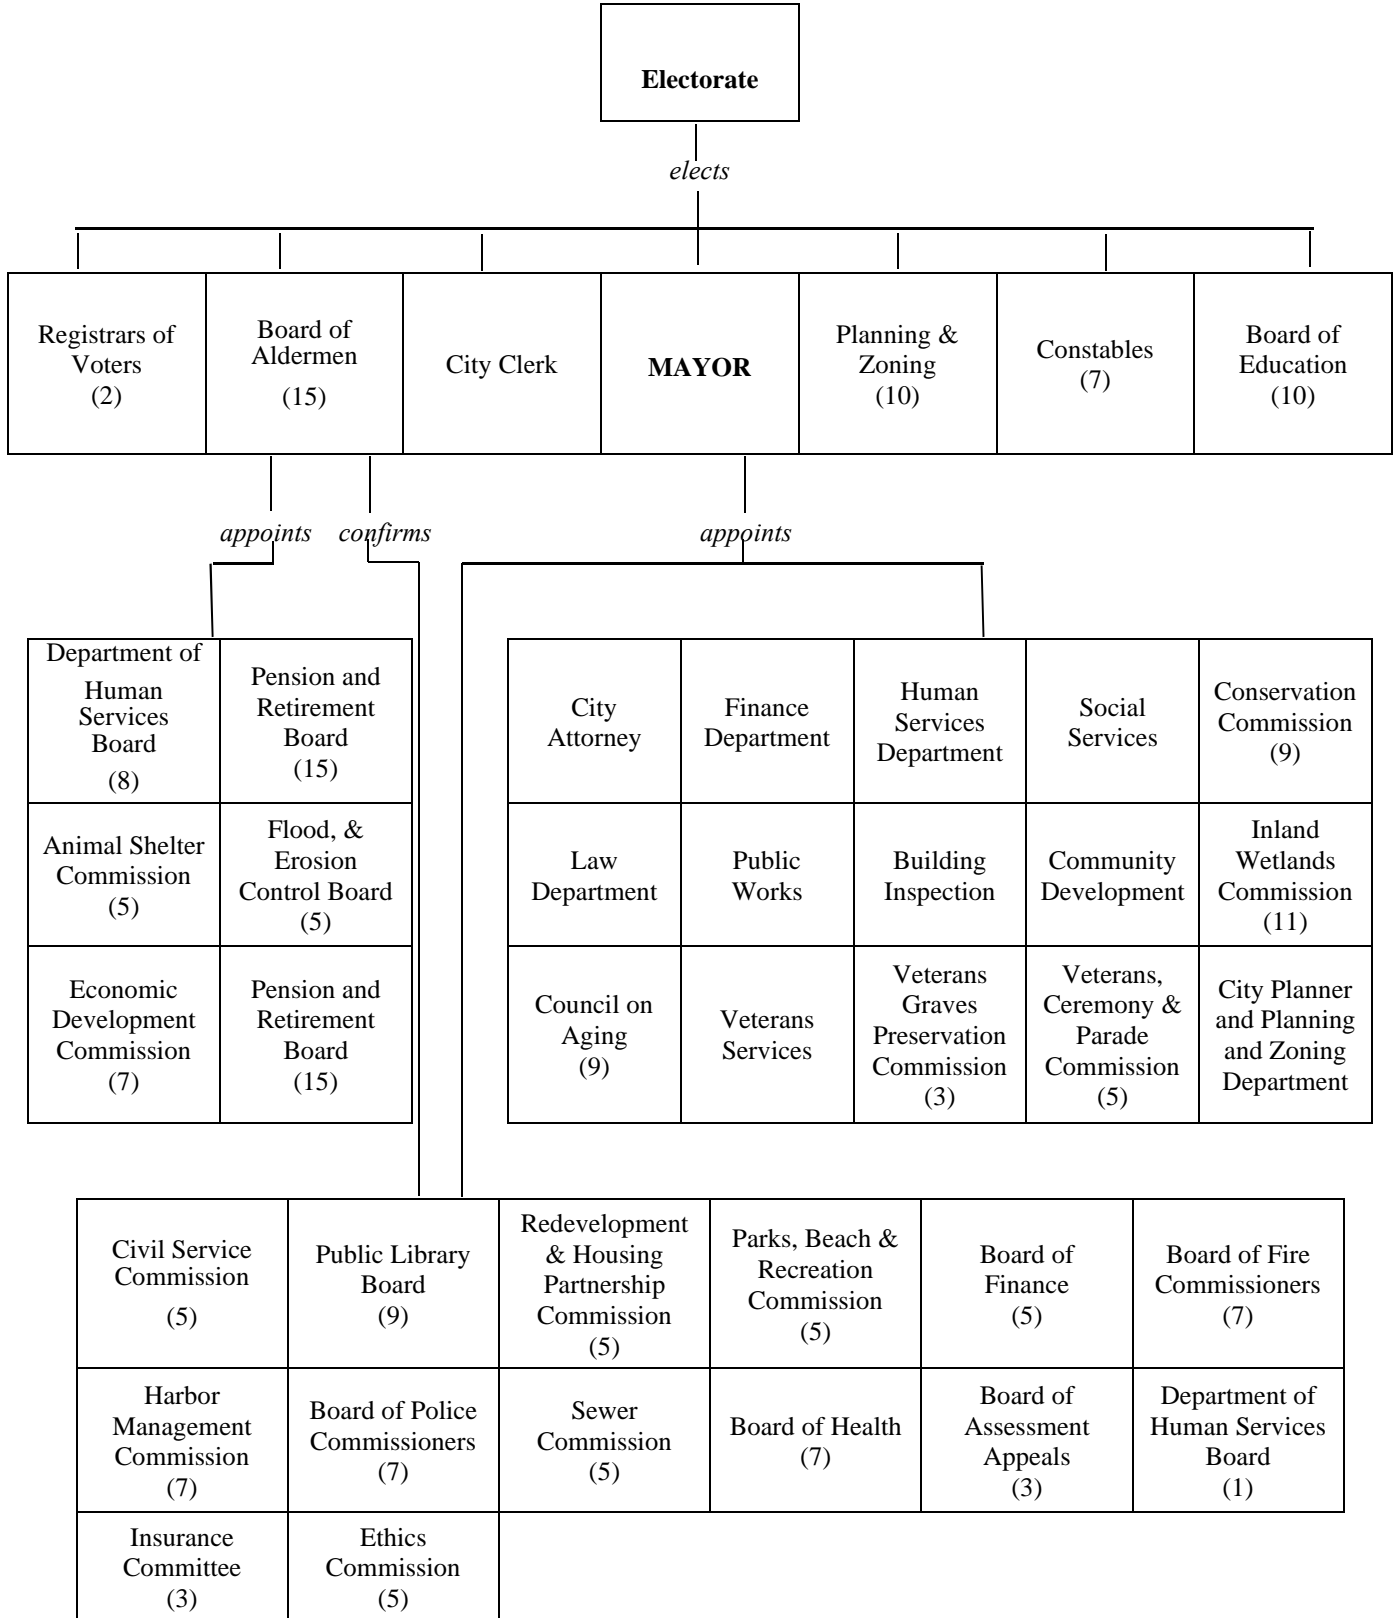 Electorate
elects
Registrars of
Voters
(2)
Board of
Aldermen
(15)
City Clerk
MAYOR
Planning &
Zoning
(10)
Constables
(7)
Board of
Education
(10)
appoints
confirms
appoints
Department of
Human
Services
Board
(8)
Pension and
Retirement
Board
(15)
Animal Shelter
Commission
(5)
Flood, &
Erosion
Control Board
(5)
Economic
Development
Commission
(7)
Pension and
Retirement
Board
(15)
City
Attorney
Finance
Department
Human
Services
Department
Social
Services
Conservation
Commission
(9)
Law
Department
Public
Works
Building
Inspection
Community
Development
Inland
Wetlands
Commission
(11)
Council on
Aging
(9)
Veterans
Services
Veterans
Graves
Preservation
Commission
(3)
Veterans,
Ceremony &
Parade
Commission
(5)
City Planner
and Planning
and Zoning
Department
Civil Service
Commission
(5)
Public Library
Board
(9)
Redevelopment
& Housing
Partnership
Commission
(5)
Parks, Beach &
Recreation
Commission
(5)
Board of
Finance
(5)
Board of Fire
Commissioners
(7)
Harbor
Management
Commission
(7)
Board of Police
Commissioners
(7)
Sewer
Commission
(5)
Board of Health
(7)
Board of
Assessment
Appeals
(3)
Department of
Human Services
Board
(1)
Insurance
Committee
(3)
Ethics
Commission
(5)